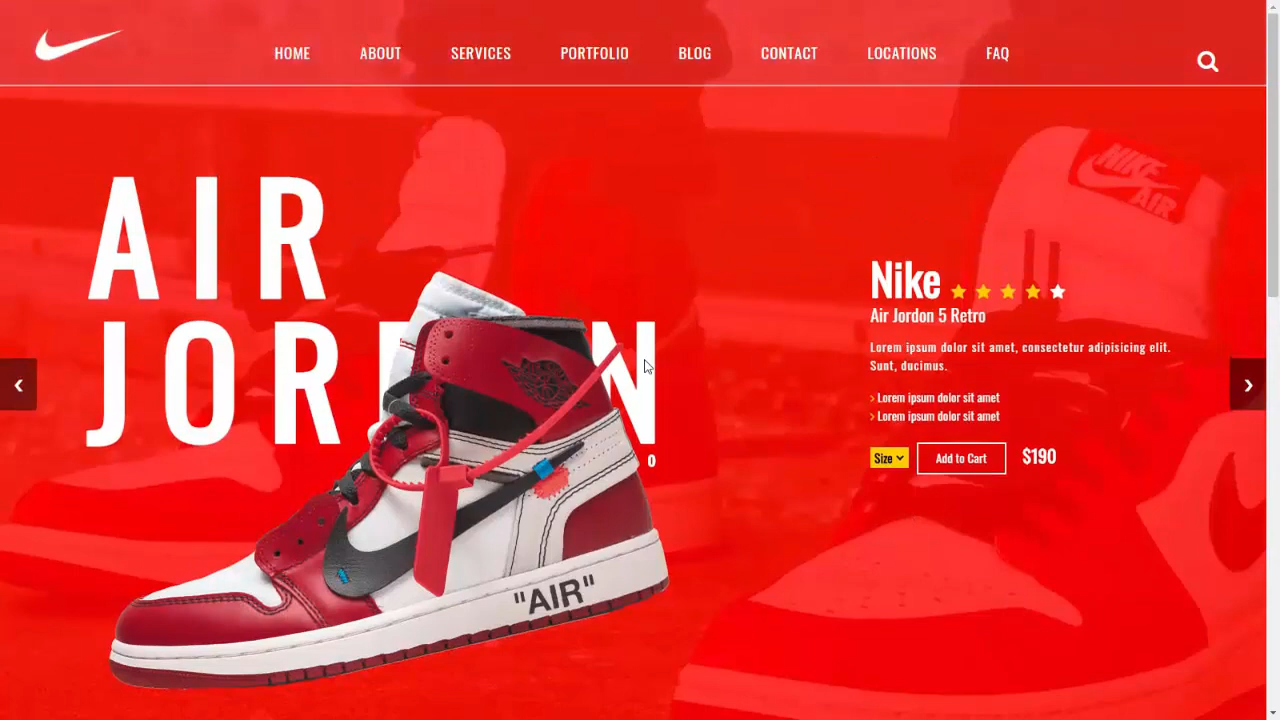 HOME ABOUT SERVICES PORTFOLIO BLOG CONTACT LOCATIONS FAQ
AIR
JOR
N
O
"AIR"
NIKE
AIR
Nike
Air Jordon 5 Retro
Lorem ipsum dolor sit amet, consectetur adipisicing elit.
Sunt, ducimus.
› Lorem ipsum dolor sit amet
› Lorem ipsum dolor sit amet
Size
Add to Cart
$190